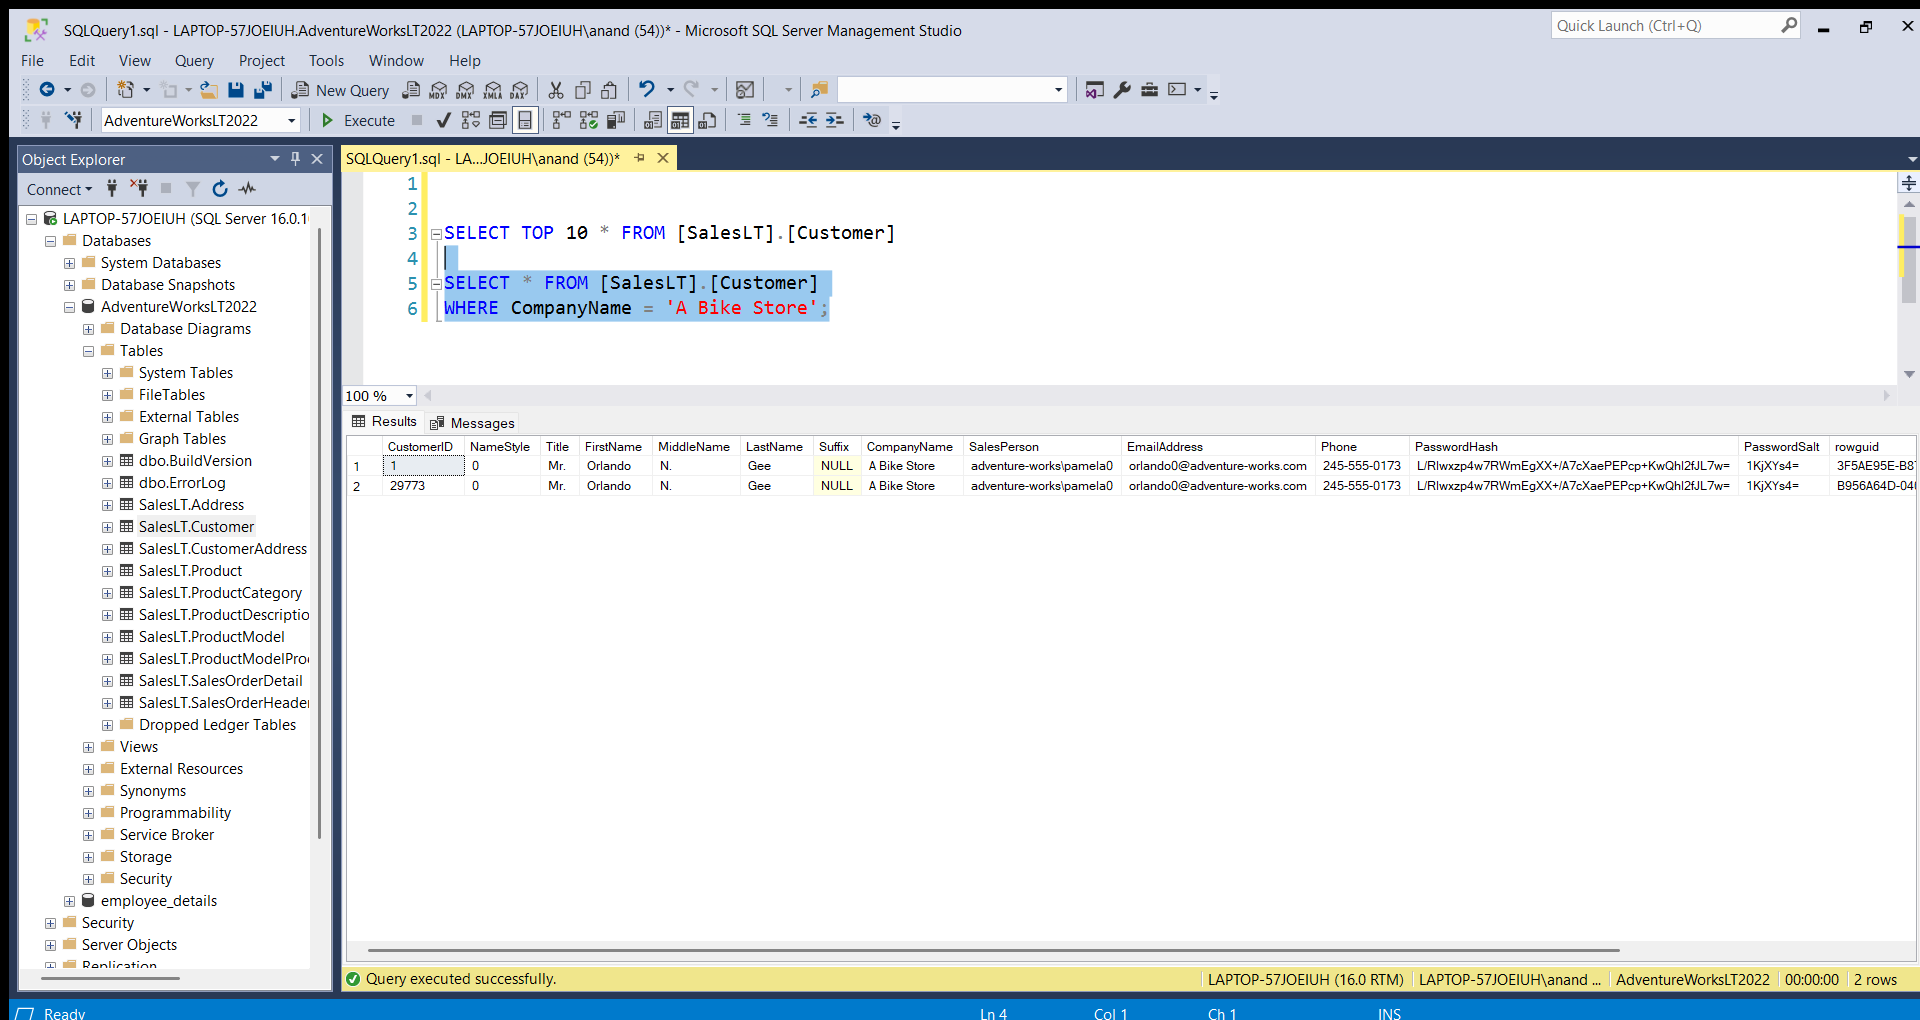 SQLQuery1.sql - LAPTOP-57JOEIUH.AdventureWorksLT2022 (LAPTOP-57JOEIUH\anand (54))* - Microsoft SQL Server Management Studio
Quick Launch (Ctrl+Q)
File Edit View Query Project Tools Window Help
New Query MDX DMX XMLA DAX
AdventureWorksLT2022 Execute
Object Explorer
Connect
LAPTOP-57JOEIUH (SQL Server 16.0.1
Databases
System Databases
Database Snapshots
AdventureWorksLT2022
Database Diagrams
Tables
System Tables
FileTables
External Tables
Graph Tables
dbo.BuildVersion
dbo.ErrorLog
SalesLT.Address
SalesLT.Customer
SalesLT.CustomerAddress
SalesLT.Product
SalesLT.ProductCategory
SalesLT.ProductDescriptio
SalesLT.ProductModel
SalesLT.ProductModelPro
SalesLT.SalesOrderDetail
SalesLT.SalesOrderHeader
Dropped Ledger Tables
Views
External Resources
Synonyms
Programmability
Service Broker
Storage
Security
employee_details
Security
Server Objects
Replication
SQLQuery1.sql - LA...JOEIUH\anand (54))*
1
2
3 SELECT TOP 10 * FROM [SalesLT].[Customer]
4
5 SELECT * FROM [SalesLT].[Customer]
6 WHERE CompanyName = 'A Bike Store';
100 %
Results Messages
CustomerID NameStyle Title FirstName MiddleName LastName Suffix CompanyName SalesPerson EmailAddress Phone PasswordHash PasswordSalt rowguid
1 1 0 Mr. Orlando N. Gee NULL A Bike Store adventure-works\pamela0 orlando0@adventure-works.com 245-555-0173 L/Rlwxzp4w7RWmEgXX+/A7cXaePEPcp+KwQhl2fJL7w= 1KjXYs4= 3F5AE95E-B8
2 29773 0 Mr. Orlando N. Gee NULL A Bike Store adventure-works\pamela0 orlando0@adventure-works.com 245-555-0173 L/Rlwxzp4w7RWmEgXX+/A7cXaePEPcp+KwQhl2fJL7w= 1KjXYs4= B956A64D-04
Query executed successfully. LAPTOP-57JOEIUH (16.0 RTM) LAPTOP-57JOEIUH\anand ... AdventureWorksLT2022 00:00:00 2 rows
Ready Ln 4 Col 1 Ch 1 INS